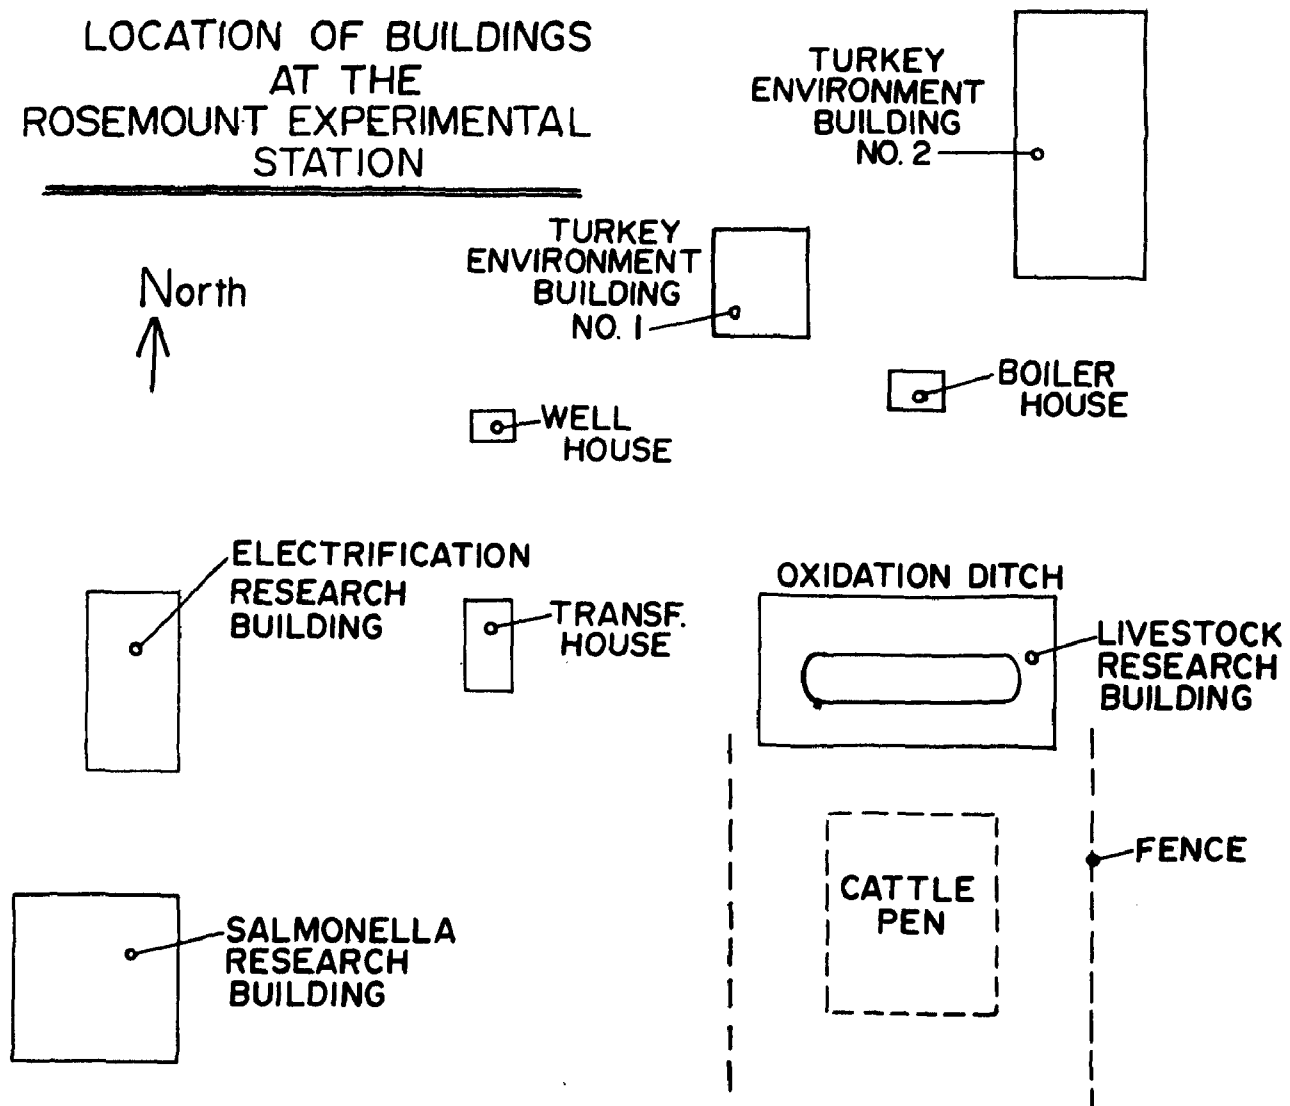 LOCATION OF BUILDINGS
AT THE
ROSEMOUNT EXPERIMENTAL
STATION
TURKEY
ENVIRONMENT
BUILDING
NO. 2
TURKEY
ENVIRONMENT
BUILDING
NO. 1
North
BOILER
HOUSE
WELL
HOUSE
ELECTRIFICATION
RESEARCH
BUILDING
TRANSF.
HOUSE
OXIDATION DITCH
LIVESTOCK
RESEARCH
BUILDING
FENCE
CATTLE
PEN
SALMONELLA
RESEARCH
BUILDING